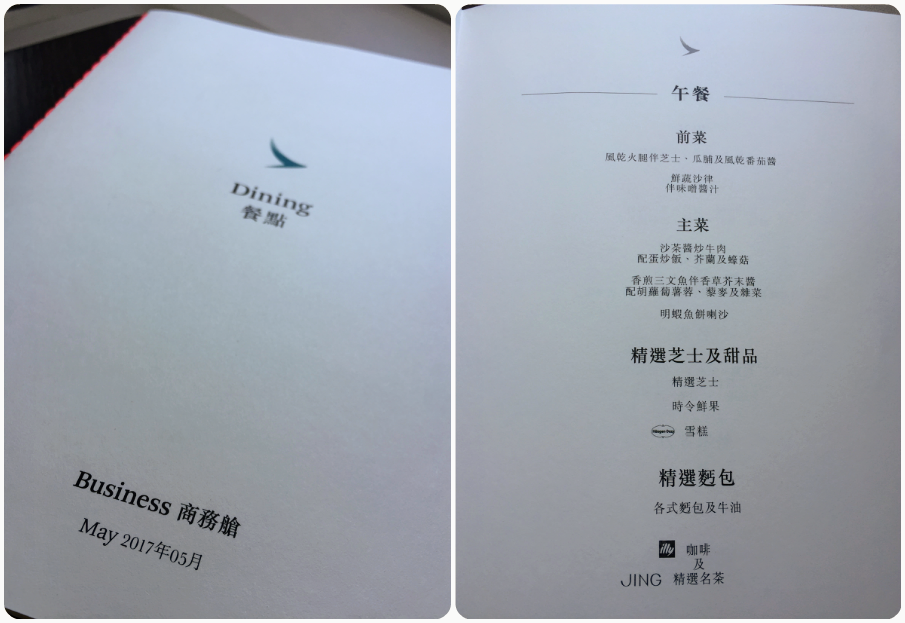 Dining
餐點
Business 商務艙
May 2017年05月
午餐
前菜
風乾火腿伴芝士、瓜脯及風乾番茄醬
鮮蔬沙律
伴味噌醬汁
主菜
沙茶醬炒牛肉
配蛋炒飯、芥蘭及蠔菇
香煎三文魚伴香草芥末醬
配胡蘿蔔薯蓉、藜麥及雜菜
明蝦魚餅喇沙
精選芝士及甜品
精選芝士
時令鮮果
Häagen-Dazs 雪糕
精選麪包
各式麪包及牛油
illy 咖啡
及
JING 精選名茶